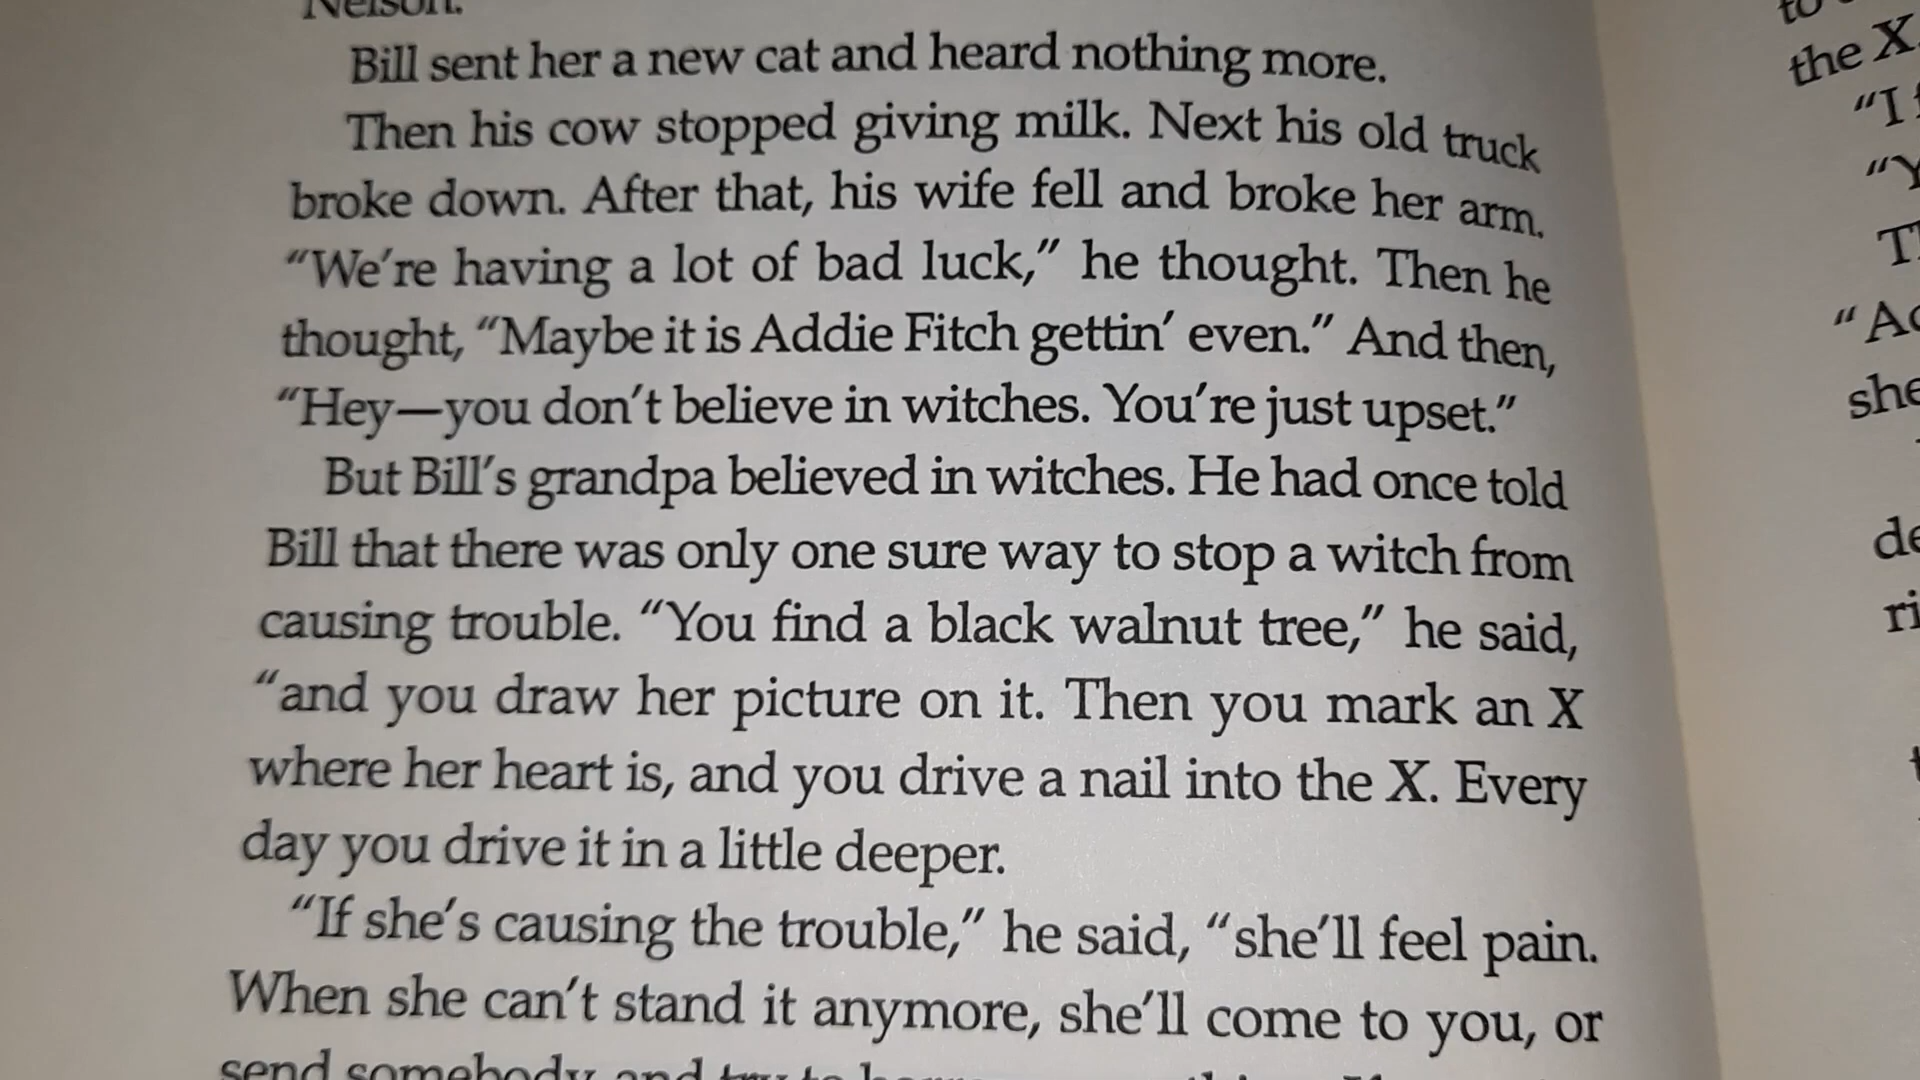 Nelson.
Bill sent her a new cat and heard nothing more.
Then his cow stopped giving milk. Next his old truck
broke down. After that, his wife fell and broke her arm.
“We’re having a lot of bad luck,” he thought. Then he
thought, “Maybe it is Addie Fitch gettin’ even.” And then,
“Hey—you don’t believe in witches. You’re just upset.”
But Bill’s grandpa believed in witches. He had once told
Bill that there was only one sure way to stop a witch from
causing trouble. “You find a black walnut tree,” he said,
“and you draw her picture on it. Then you mark an X
where her heart is, and you drive a nail into the X. Every
day you drive it in a little deeper.
“If she’s causing the trouble,” he said, “she’ll feel pain.
When she can’t stand it anymore, she’ll come to you, or
send somebody and try to
to
the X.
“I
she